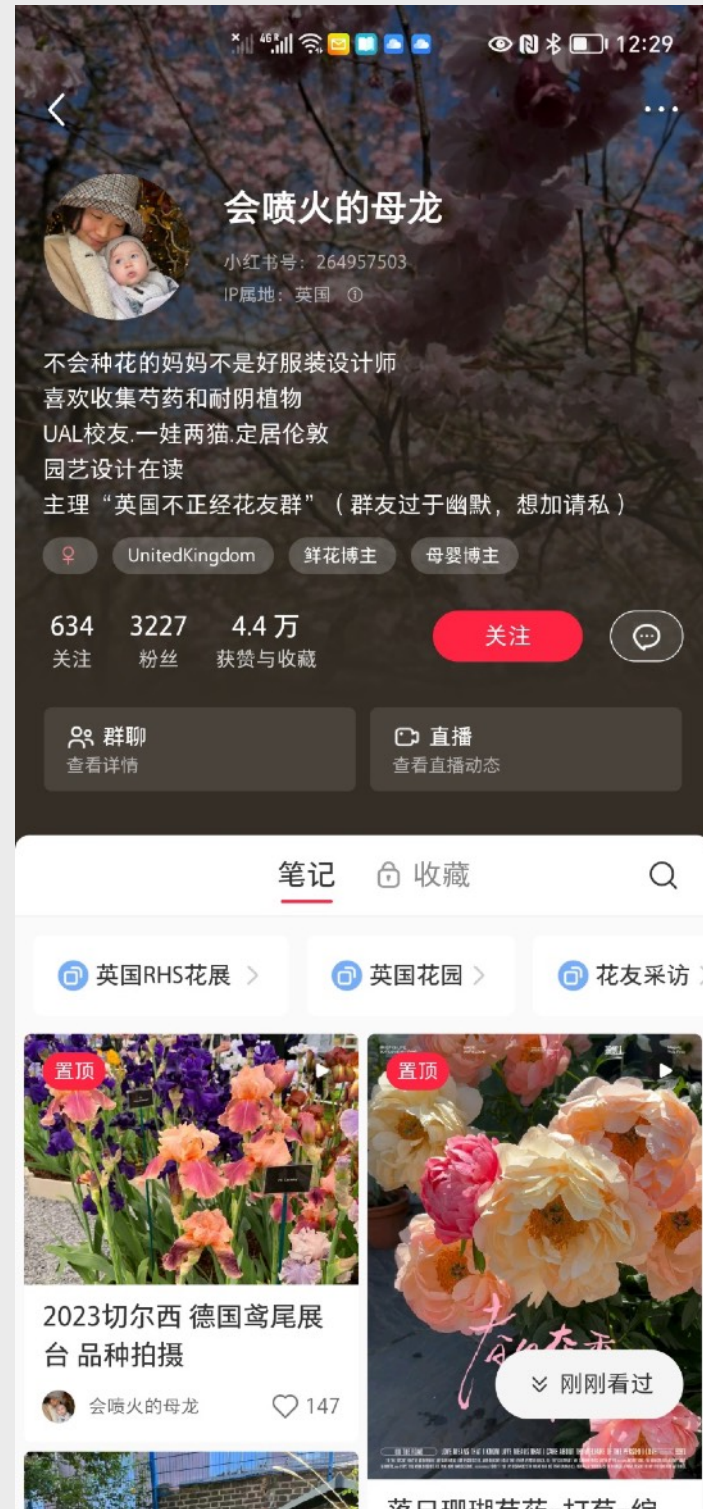 12:29
会喷火的母龙
小红书号：264957503
IP属地：英国
不会种花的妈妈不是好服装设计师
喜欢收集芍药和耐阴植物
UAL校友.一娃两猫.定居伦敦
园艺设计在读
主理“英国不正经花友群”（群友过于幽默，想加请私）
UnitedKingdom 鲜花博主 母婴博主
634 3227 4.4 万
关注 粉丝 获赞与收藏
关注
群聊 直播
查看详情 查看直播动态
笔记 收藏
英国RHS花展 英国花园 花友采访
置顶 置顶
2023切尔西 德国鸢尾展
台 品种拍摄
会喷火的母龙 147
刚刚看过